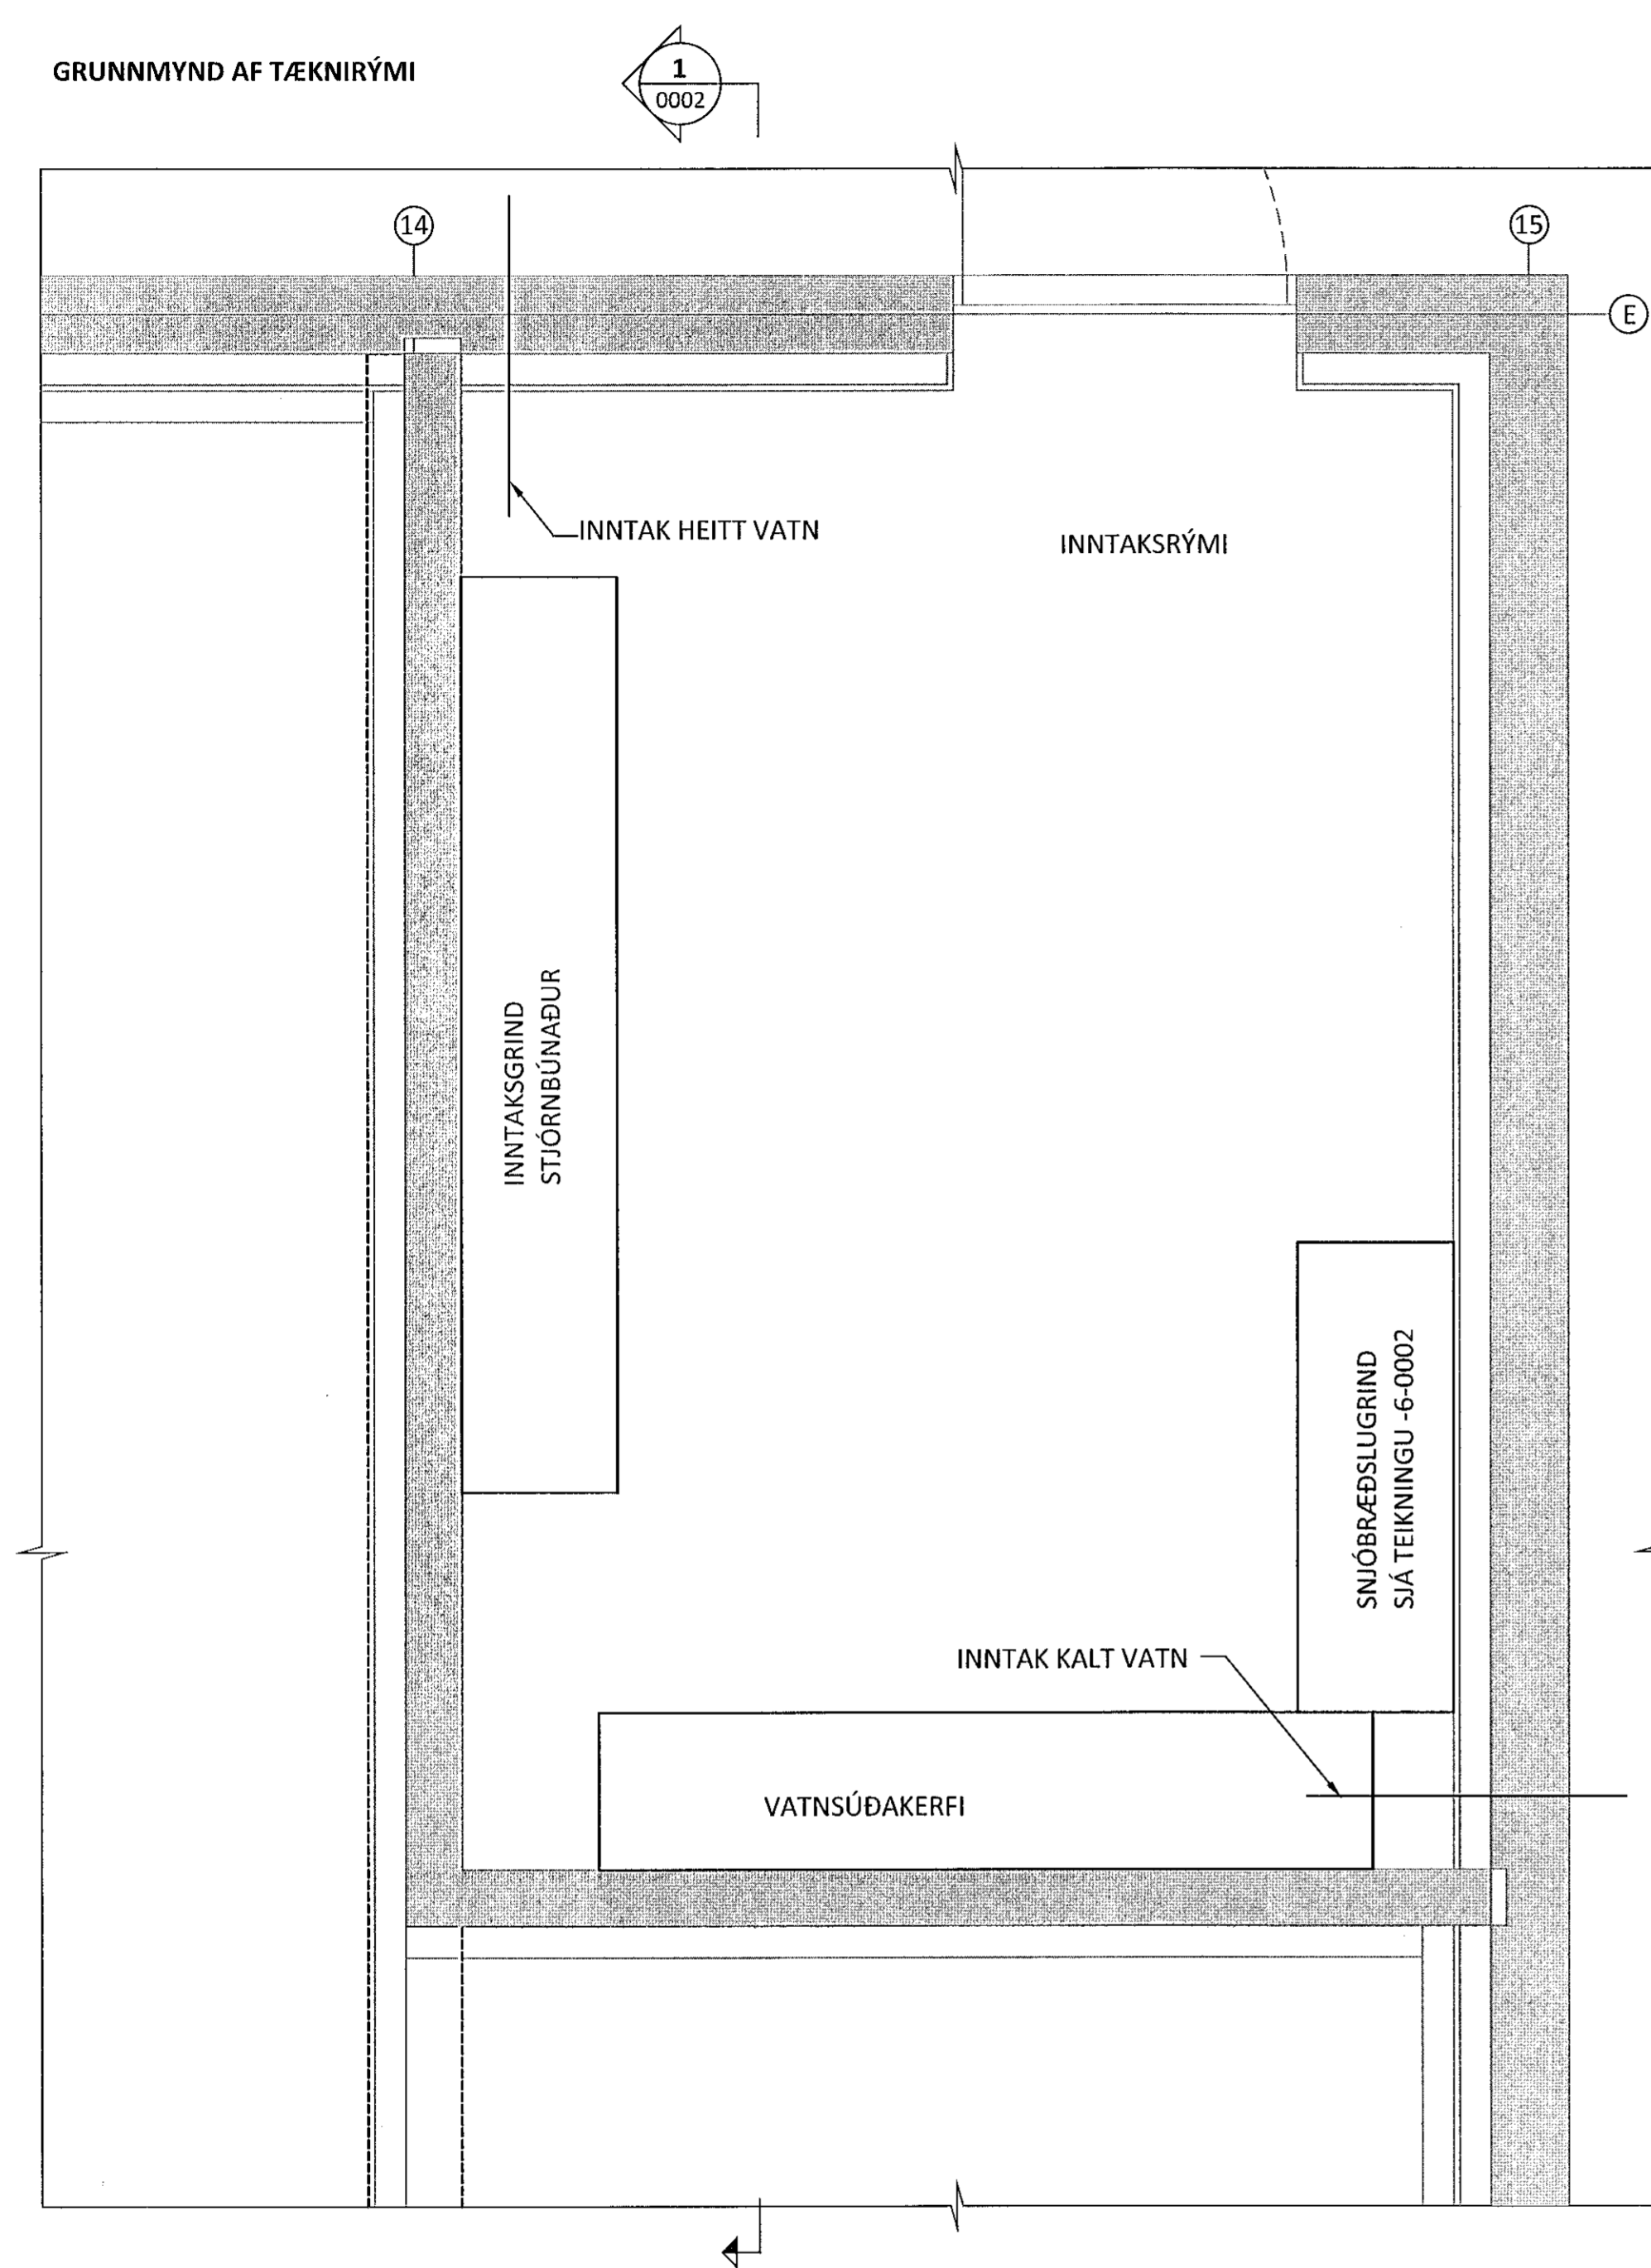 GRUNNMYND AF TÆKNIRÝMI
1
0002
14
15
E
INNTAK HEITT VATN
INNTAKSRÝMI
INNTAKSGRIND
STJÓRNBÚNAÐUR
SNJÓBRÆÐSLUGRIND
SJÁ TEIKNINGU -6-0002
INNTAK KALT VATN
VATNSÚÐAKERFI